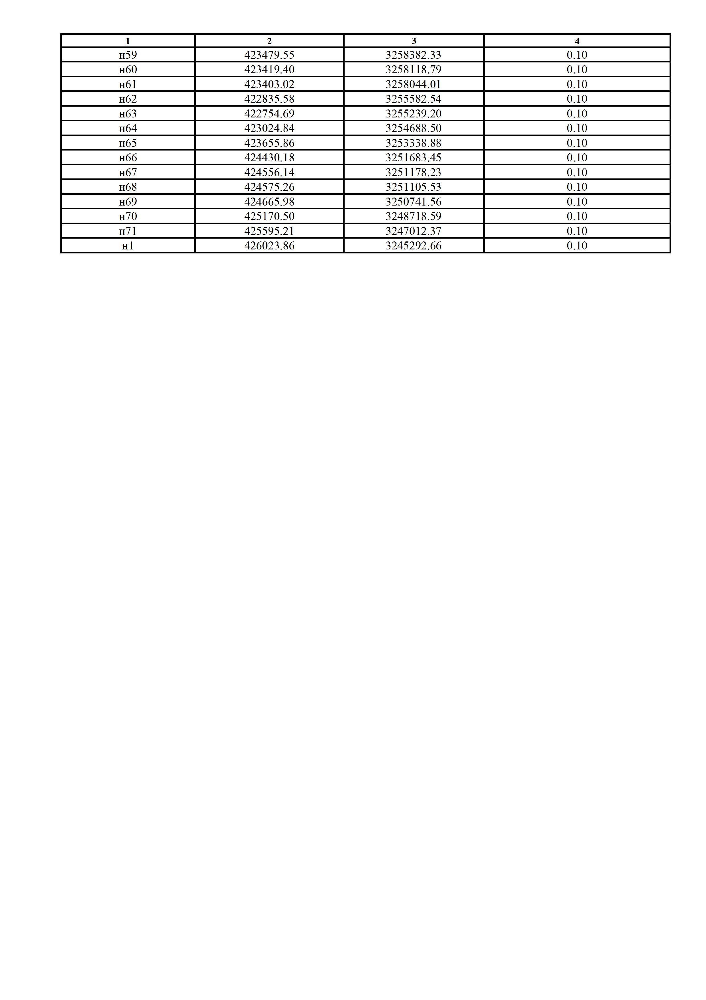 1 2 3 4
н59 423479.55 3258382.33 0.10
н60 423419.40 3258118.79 0.10
н61 423403.02 3258044.01 0.10
н62 422835.58 3255582.54 0.10
н63 422754.69 3255239.20 0.10
н64 423024.84 3254688.50 0.10
н65 423655.86 3253338.88 0.10
н66 424430.18 3251683.45 0.10
н67 424556.14 3251178.23 0.10
н68 424575.26 3251105.53 0.10
н69 424665.98 3250741.56 0.10
н70 425170.50 3248718.59 0.10
н71 425595.21 3247012.37 0.10
н1 426023.86 3245292.66 0.10